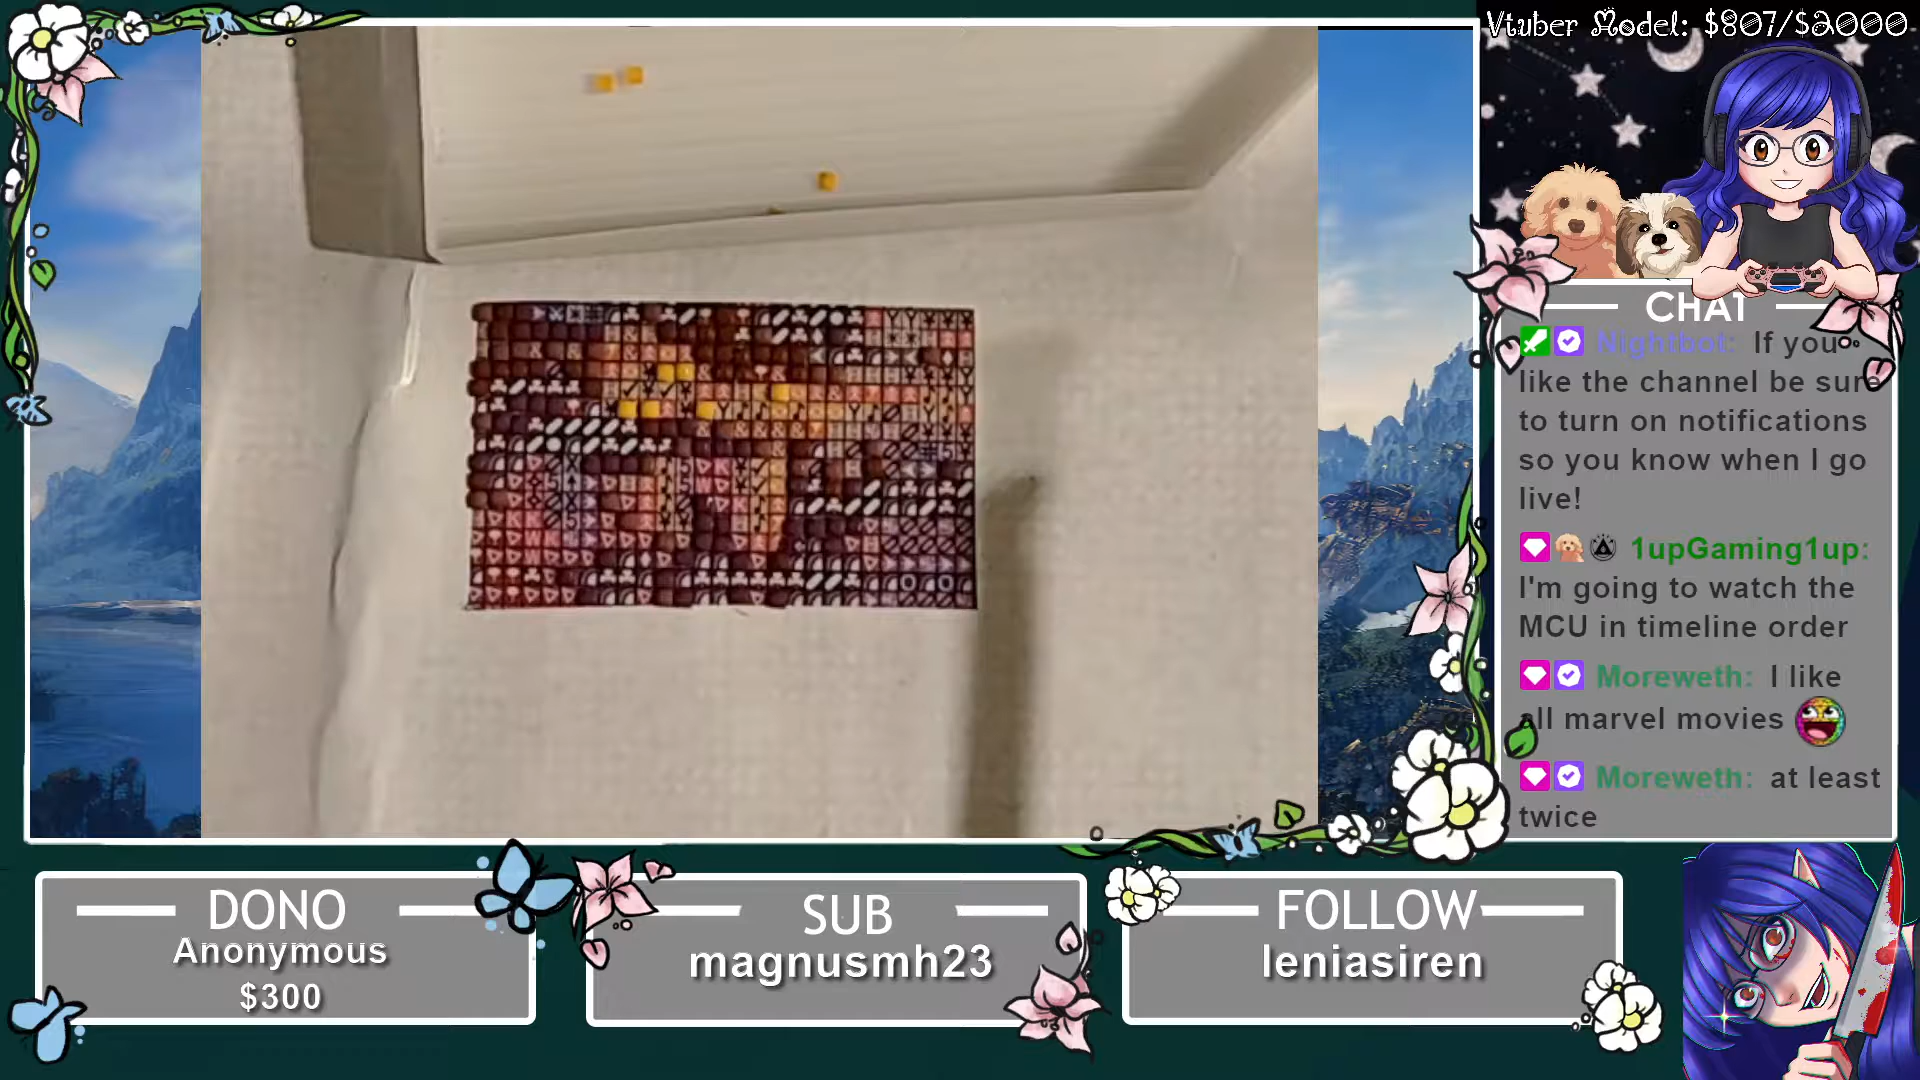 Vtuber Model: $807/$2000
CHAT
Nightbot: If you
like the channel be sure
to turn on notifications
so you know when I go
live!
1upGaming1up:
I'm going to watch the
MCU in timeline order
Moreweth: I like
all marvel movies
Moreweth: at least
twice
DONO
Anonymous
$300
SUB
magnusmh23
FOLLOW
leniasiren